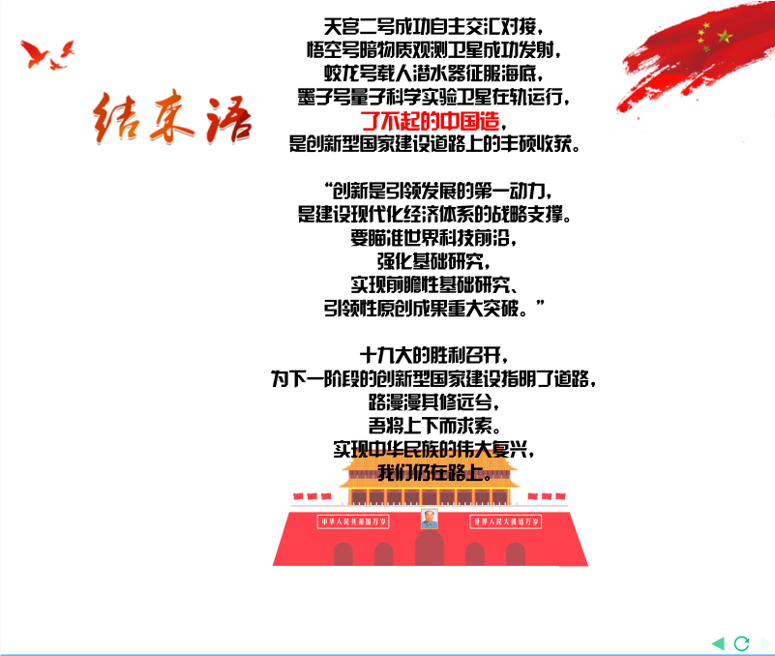 结束语
天宫二号成功自主交汇对接，
悟空号暗物质观测卫星成功发射，
蛟龙号载人潜水器征服海底，
墨子号量子科学实验卫星在轨运行，
了不起的中国造，
是创新型国家建设道路上的丰硕收获。
“创新是引领发展的第一动力，
是建设现代化经济体系的战略支撑。
要瞄准世界科技前沿，
强化基础研究，
实现前瞻性基础研究、
引领性原创成果重大突破。”
十九大的胜利召开，
为下一阶段的创新型国家建设指明了道路，
路漫漫其修远兮，
吾将上下而求索。
实现中华民族的伟大复兴，
我们仍在路上。
中华人民共和国万岁
世界人民大团结万岁